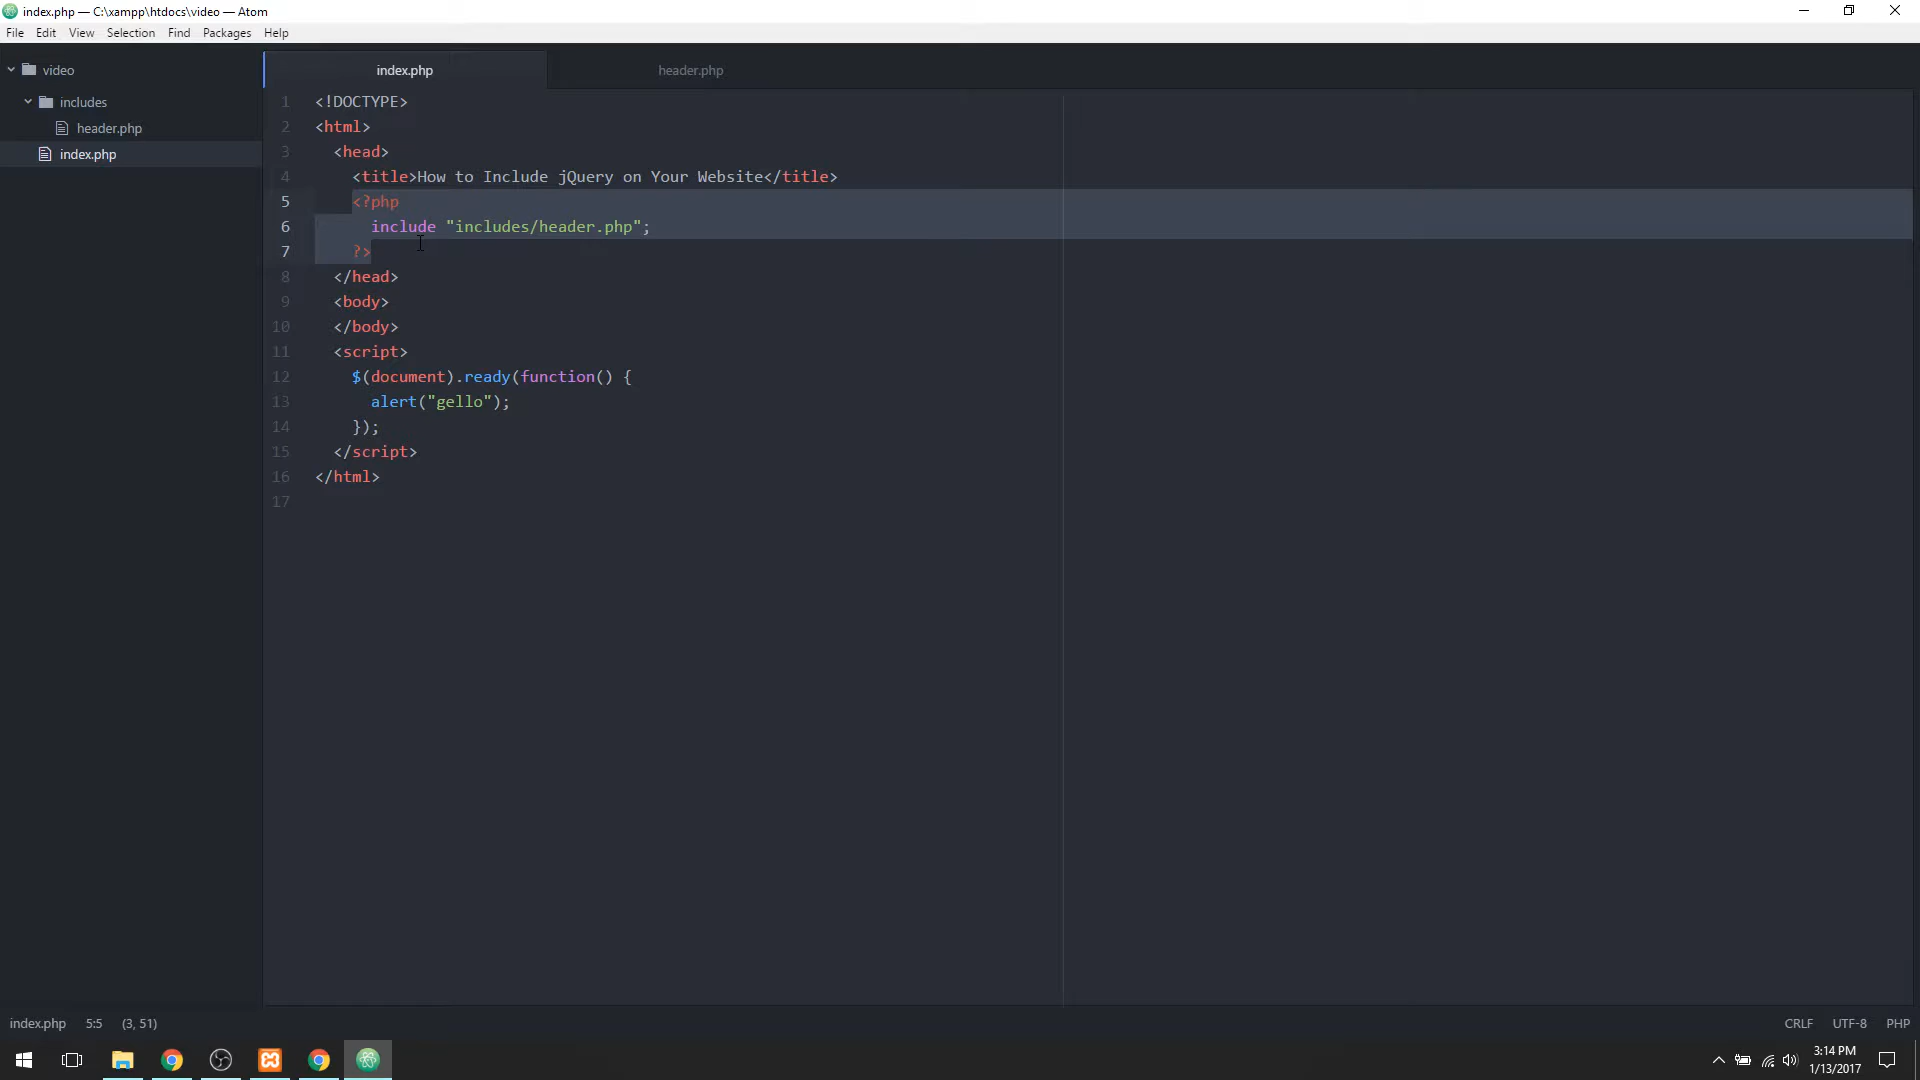 index.php — C:\xampp\htdocs\video — Atom
File Edit View Selection Find Packages Help
video
includes
header.php
index.php
index.php header.php
1 <!DOCTYPE>
2 <html>
3 <head>
4 <title>How to Include jQuery on Your Website</title>
5 <?php
6 include "includes/header.php";
7 ?>
8 </head>
9 <body>
10 </body>
11 <script>
12 $(document).ready(function() {
13 alert("gello");
14 });
15 </script>
16 </html>
17
index.php 5:5 (3, 51) CRLF UTF-8 PHP
3:14 PM
1/13/2017